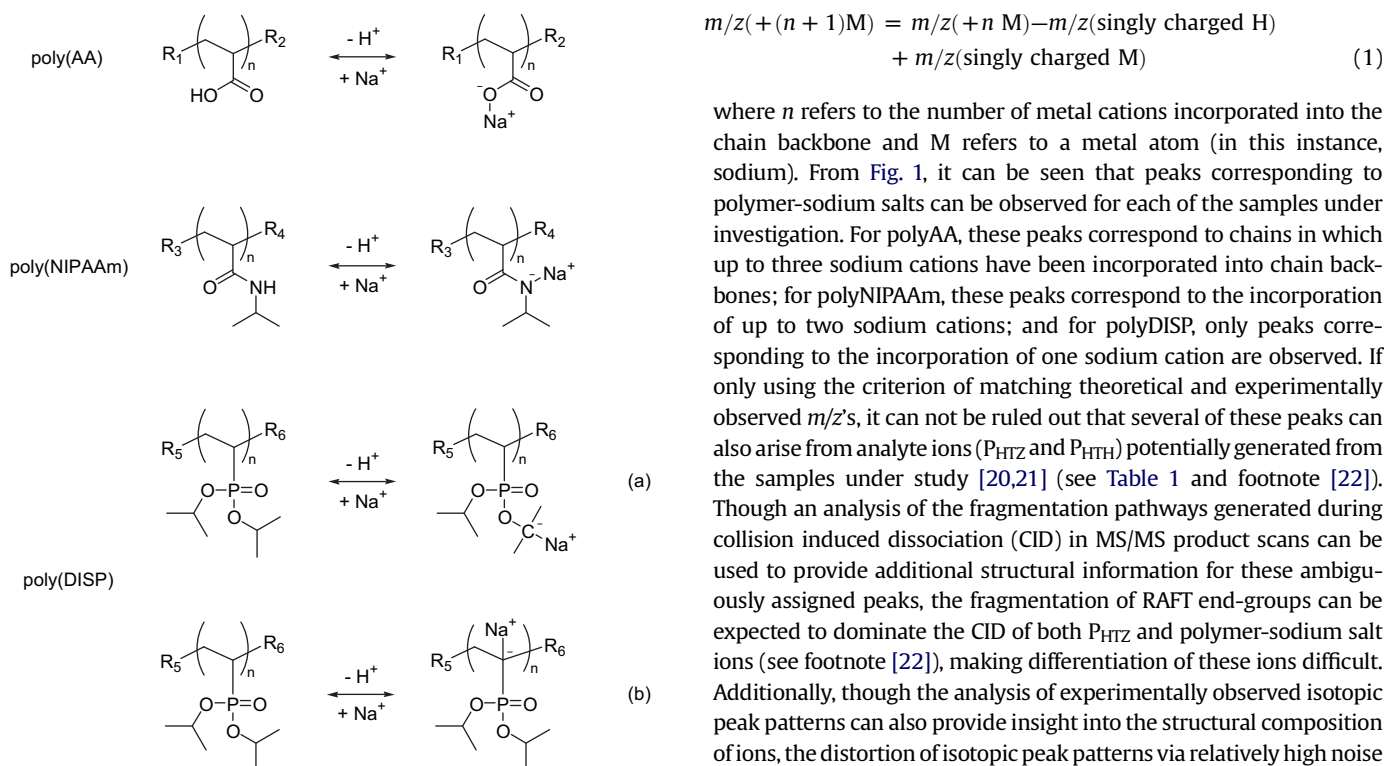 poly(AA)
R1
R2
n
HO
O
- H+
+ Na+
R1
R2
n
-O
O
Na+
poly(NIPAAm)
R3
R4
n
O
NH
- H+
+ Na+
R3
R4
n
O
N-
Na+
poly(DISP)
R5
R6
n
O-P=O
O
- H+
+ Na+
R5
R6
n
O-P=O
O
C-
Na+
(a)
R5
R6
n
O-P=O
O
- H+
+ Na+
Na+
R5
-
R6
n
O-P=O
O
(b)
m/z(+(n + 1)M) = m/z(+n M)−m/z(singly charged H)
+ m/z(singly charged M) (1)
where n refers to the number of metal cations incorporated into the
chain backbone and M refers to a metal atom (in this instance,
sodium). From Fig. 1, it can be seen that peaks corresponding to
polymer-sodium salts can be observed for each of the samples under
investigation. For polyAA, these peaks correspond to chains in which
up to three sodium cations have been incorporated into chain back-
bones; for polyNIPAAm, these peaks correspond to the incorporation
of up to two sodium cations; and for polyDISP, only peaks corre-
sponding to the incorporation of one sodium cation are observed. If
only using the criterion of matching theoretical and experimentally
observed m/z's, it can not be ruled out that several of these peaks can
also arise from analyte ions (PHTZ and PHTH) potentially generated from
the samples under study [20,21] (see Table 1 and footnote [22]).
Though an analysis of the fragmentation pathways generated during
collision induced dissociation (CID) in MS/MS product scans can be
used to provide additional structural information for these ambigu-
ously assigned peaks, the fragmentation of RAFT end-groups can be
expected to dominate the CID of both PHTZ and polymer-sodium salt
ions (see footnote [22]), making differentiation of these ions difficult.
Additionally, though the analysis of experimentally observed isotopic
peak patterns can also provide insight into the structural composition
of ions, the distortion of isotopic peak patterns via relatively high noise